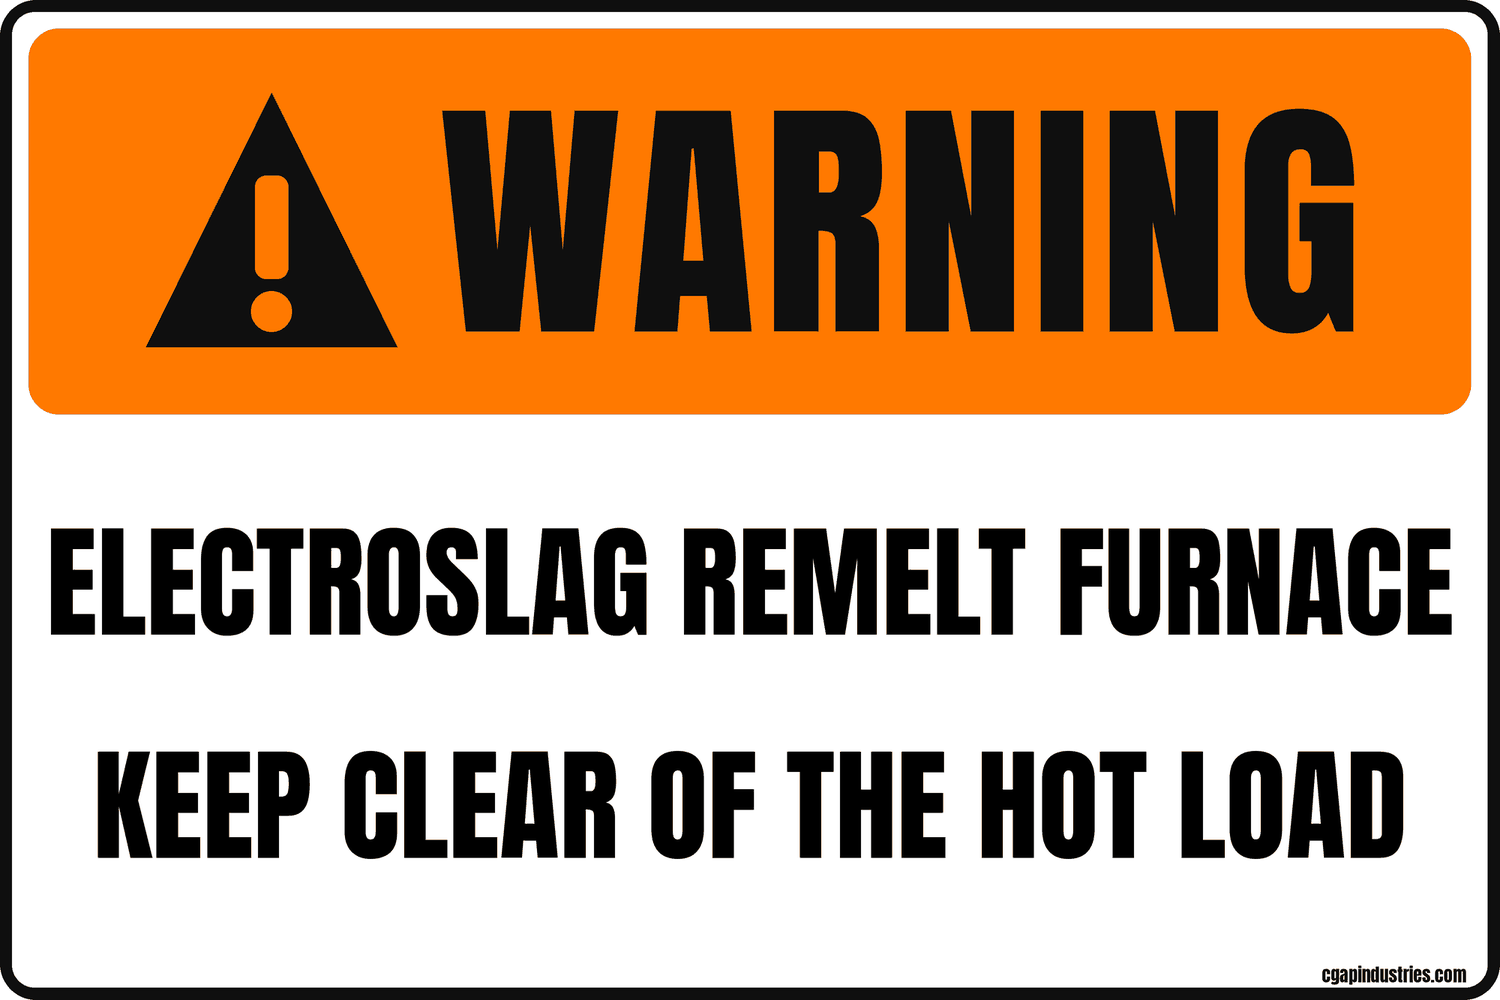 WARNING
ELECTROSLAG REMELT FURNACE
KEEP CLEAR OF THE HOT LOAD
cgapindustries.com